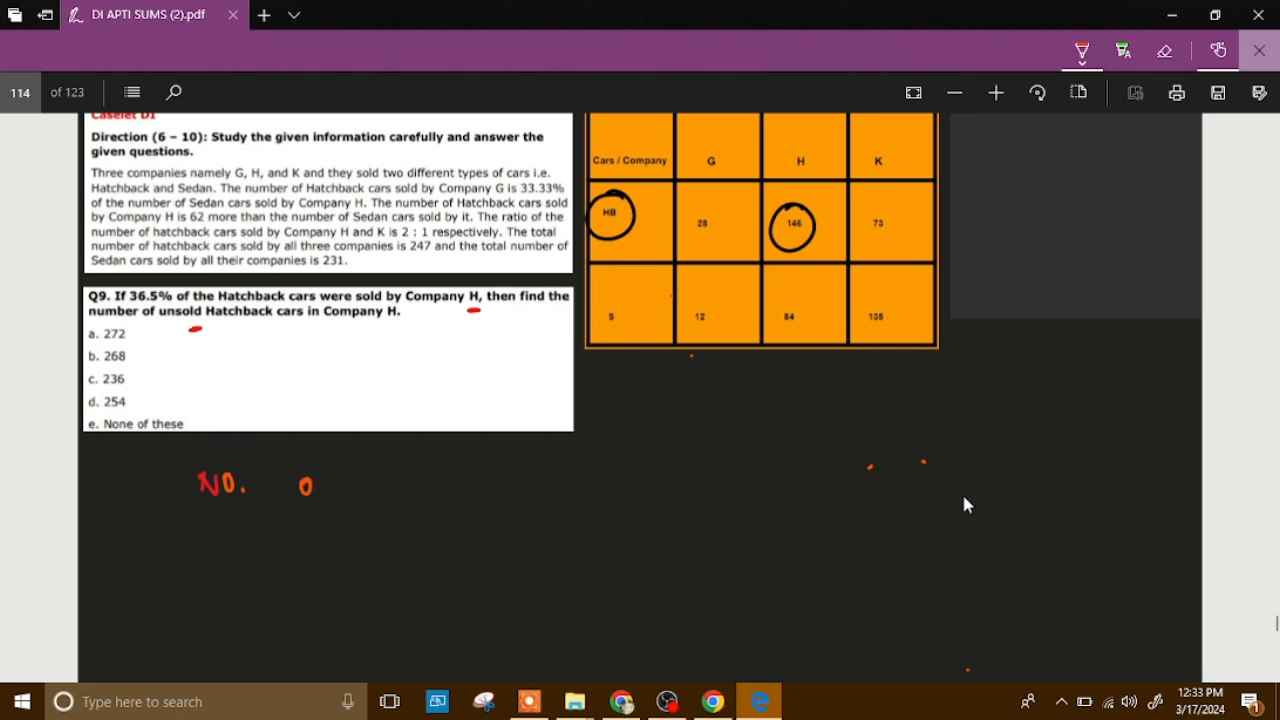 DI APTI SUMS (2).pdf
114 of 123
Caselet DI
Direction (6 – 10): Study the given information carefully and answer the
given questions.
Three companies namely G, H, and K and they sold two different types of cars i.e.
Hatchback and Sedan. The number of Hatchback cars sold by Company G is 33.33%
of the number of Sedan cars sold by Company H. The number of Hatchback cars sold
by Company H is 62 more than the number of Sedan cars sold by it. The ratio of the
number of hatchback cars sold by Company H and K is 2 : 1 respectively. The total
number of hatchback cars sold by all three companies is 247 and the total number of
Sedan cars sold by all their companies is 231.
Cars / Company G H K
HB 28 146 73
S 12 84 135
Q9. If 36.5% of the Hatchback cars were sold by Company H, then find the
number of unsold Hatchback cars in Company H.
a. 272
b. 268
c. 236
d. 254
e. None of these
NO. O
Type here to search
12:33 PM
3/17/2024
1